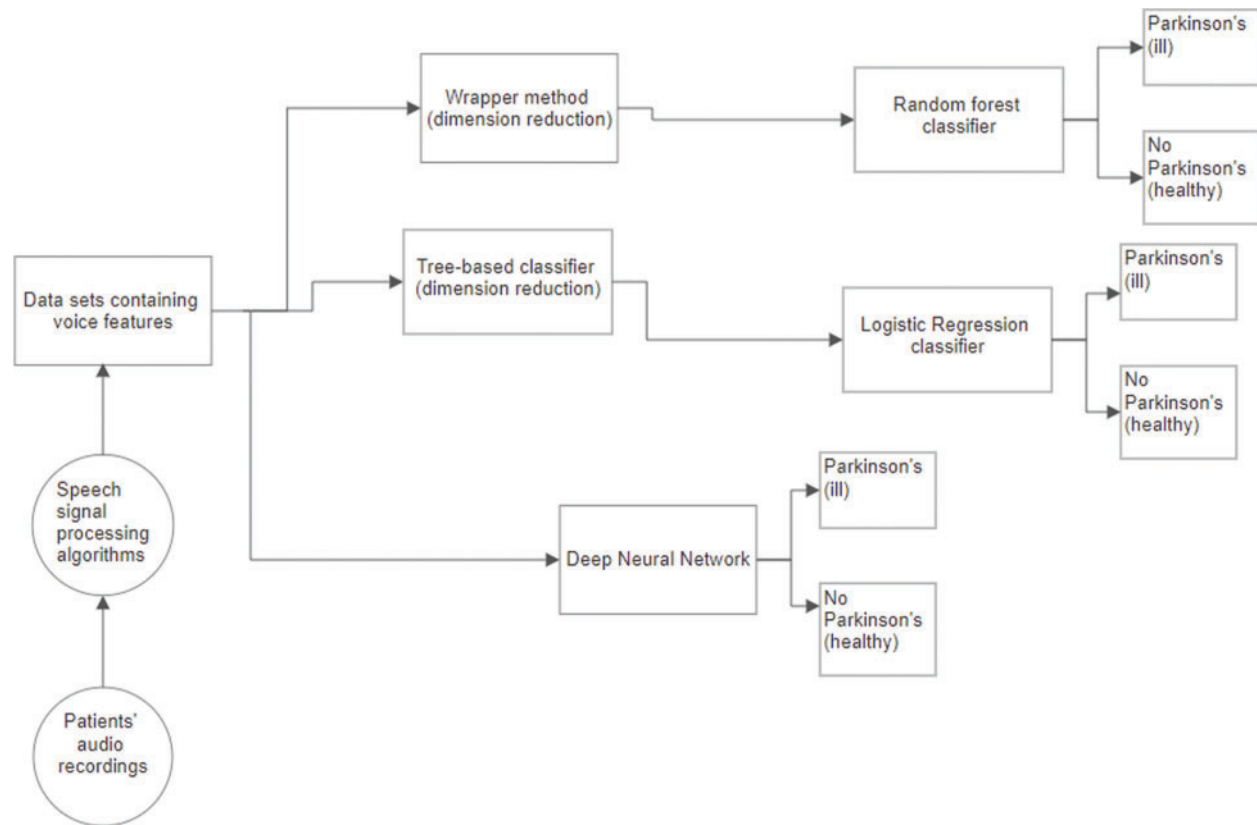 Parkinson's
(ill)
Wrapper method
(dimension reduction)
Random forest
classifier
No
Parkinson's
(healthy)
Tree-based classifier
(dimension reduction)
Parkinson's
(ill)
Data sets containing
voice features
Logistic Regression
classifier
No
Parkinson's
(healthy)
Parkinson's
(ill)
Speech
signal
processing
algorithms
Deep Neural Network
No
Parkinson's
(healthy)
Patients'
audio
recordings